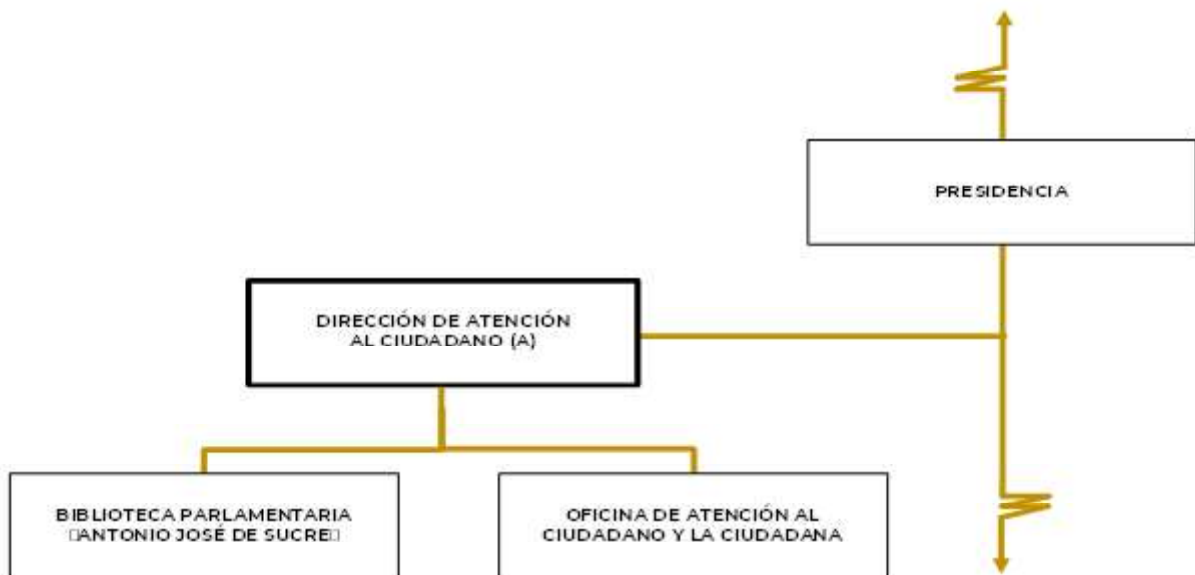 PRESIDENCIA
DIRECCIÓN DE ATENCIÓN
AL CIUDADANO (A)
BIBLIOTECA PARLAMENTARIA
▯ANTONIO JOSÉ DE SUCRE▯
OFICINA DE ATENCIÓN AL
CIUDADANO Y LA CIUDADANA